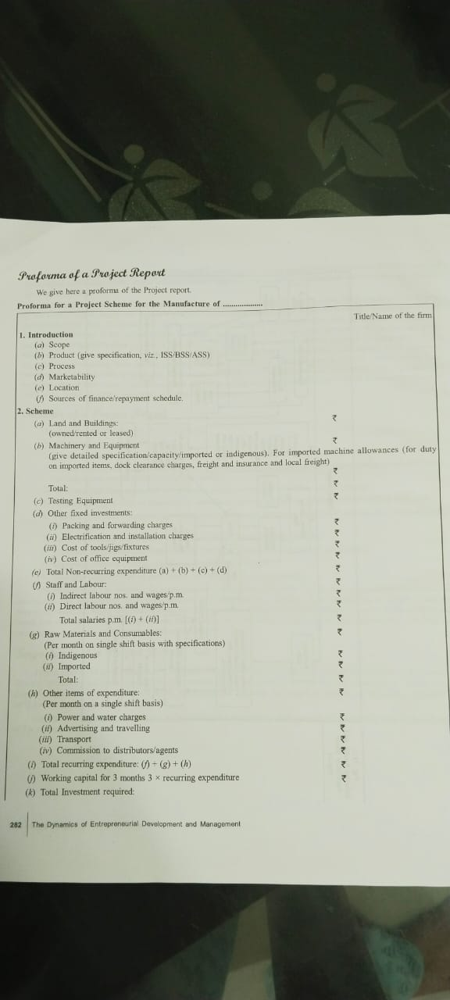 Proforma of a Project Report
We give here a proforma of the Project report.
Proforma for a Project Scheme for the Manufacture of ...................
Title/Name of the firm
1. Introduction
(a) Scope
(b) Product (give specification, viz., ISS/BSS/ASS)
(c) Process
(d) Marketability
(e) Location
(f) Sources of finance/repayment schedule.
2. Scheme
(a) Land and Buildings: ₹
(owned/rented or leased)
(b) Machinery and Equipment ₹
(give detailed specification/capacity/imported or indigenous). For imported machine allowances (for duty
on imported items, dock clearance charges, freight and insurance and local freight)
₹
Total: ₹
(c) Testing Equipment ₹
(d) Other fixed investments:
(i) Packing and forwarding charges ₹
(ii) Electrification and installation charges ₹
(iii) Cost of tools/jigs/fixtures ₹
(iv) Cost of office equipment ₹
(e) Total Non-recurring expenditure (a) + (b) + (c) + (d) ₹
(f) Staff and Labour: ₹
(i) Indirect labour nos. and wages/p.m. ₹
(ii) Direct labour nos. and wages/p.m. ₹
Total salaries p.m. [(i) + (ii)] ₹
(g) Raw Materials and Consumables: ₹
(Per month on single shift basis with specifications)
(i) Indigenous ₹
(ii) Imported ₹
Total: ₹
(h) Other items of expenditure: ₹
(Per month on a single shift basis)
(i) Power and water charges ₹
(ii) Advertising and travelling ₹
(iii) Transport ₹
(iv) Commission to distributors/agents ₹
(i) Total recurring expenditure: (f) + (g) + (h) ₹
(j) Working capital for 3 months 3 × recurring expenditure ₹
(k) Total Investment required:
282 The Dynamics of Entrepreneurial Development and Management